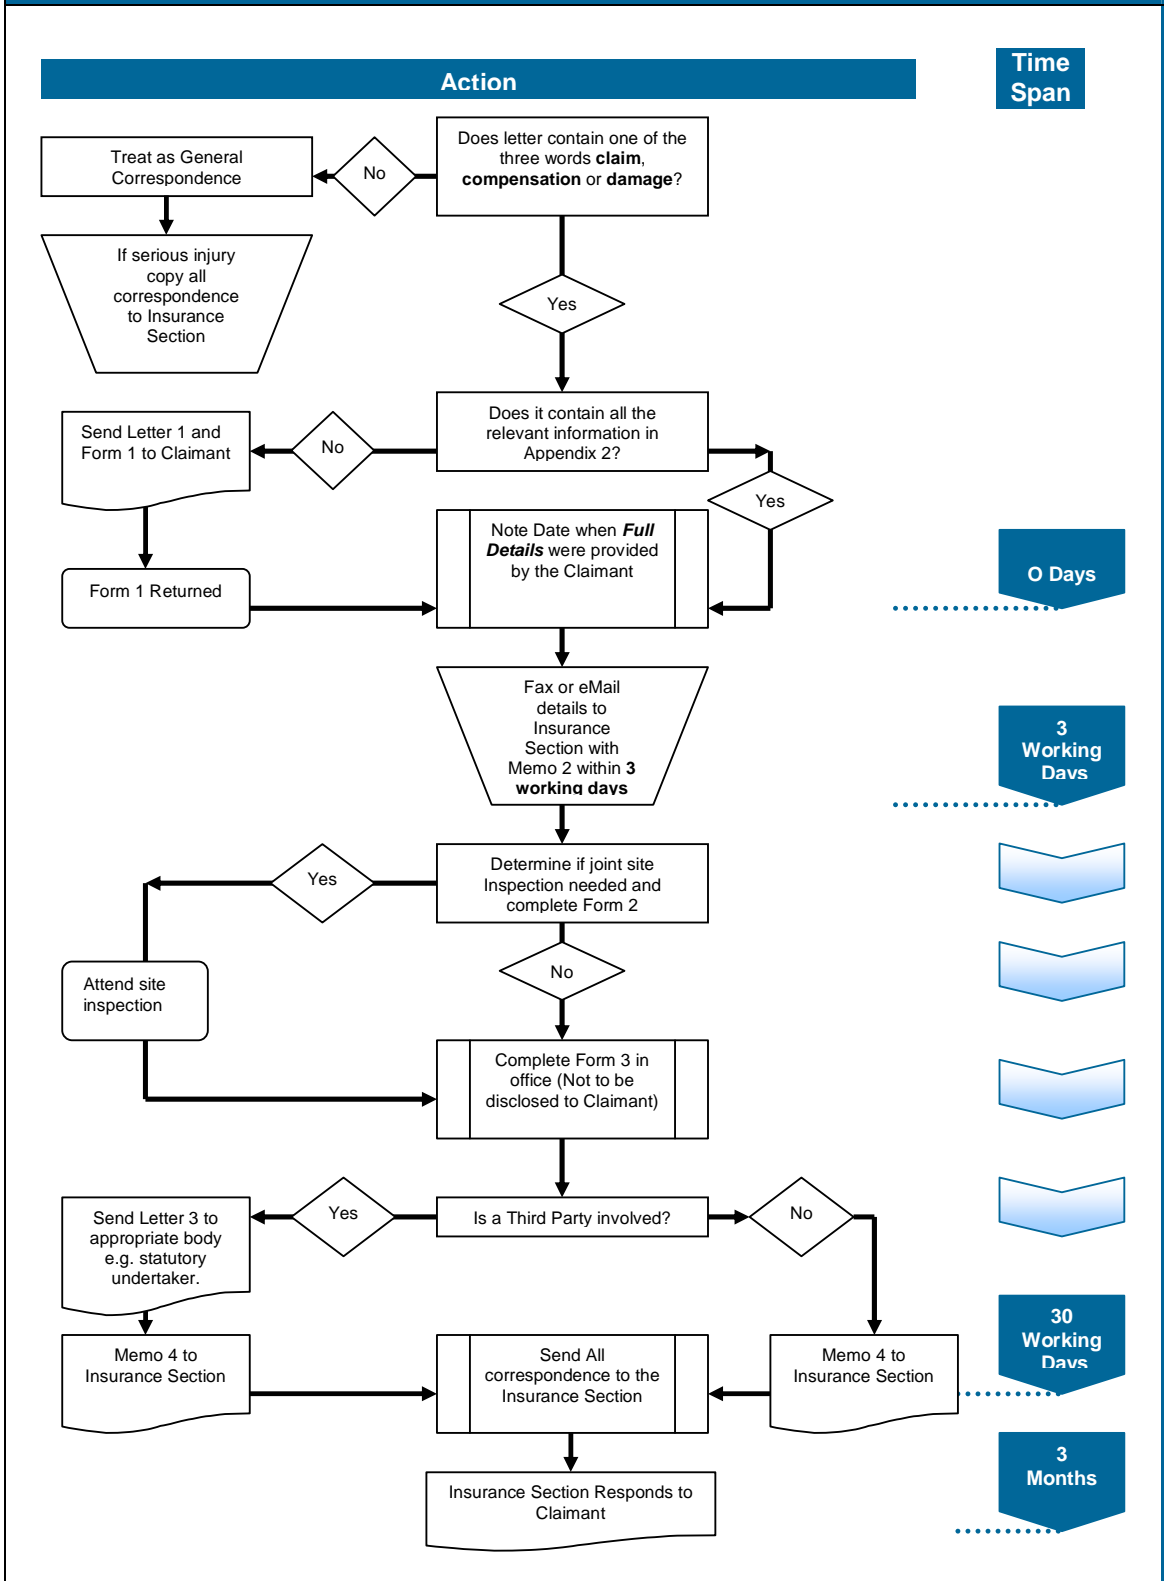 Action
Time
Span
Does letter contain one of the
three words claim,
compensation or damage?
No
Treat as General
Correspondence
If serious injury
copy all
correspondence
to Insurance
Section
Yes
Does it contain all the
relevant information in
Appendix 2?
No
Send Letter 1 and
Form 1 to Claimant
Yes
Note Date when Full
Details were provided
by the Claimant
Form 1 Returned
O Days
Fax or eMail
details to
Insurance
Section with
Memo 2 within 3
working days
3
Working
Days
Determine if joint site
Inspection needed and
complete Form 2
Yes
No
Attend site
inspection
Complete Form 3 in
office (Not to be
disclosed to Claimant)
Is a Third Party involved?
Yes
No
Send Letter 3 to
appropriate body
e.g. statutory
undertaker.
Memo 4 to
Insurance Section
Send All
correspondence to the
Insurance Section
Memo 4 to
Insurance Section
30
Working
Days
Insurance Section Responds to
Claimant
3
Months